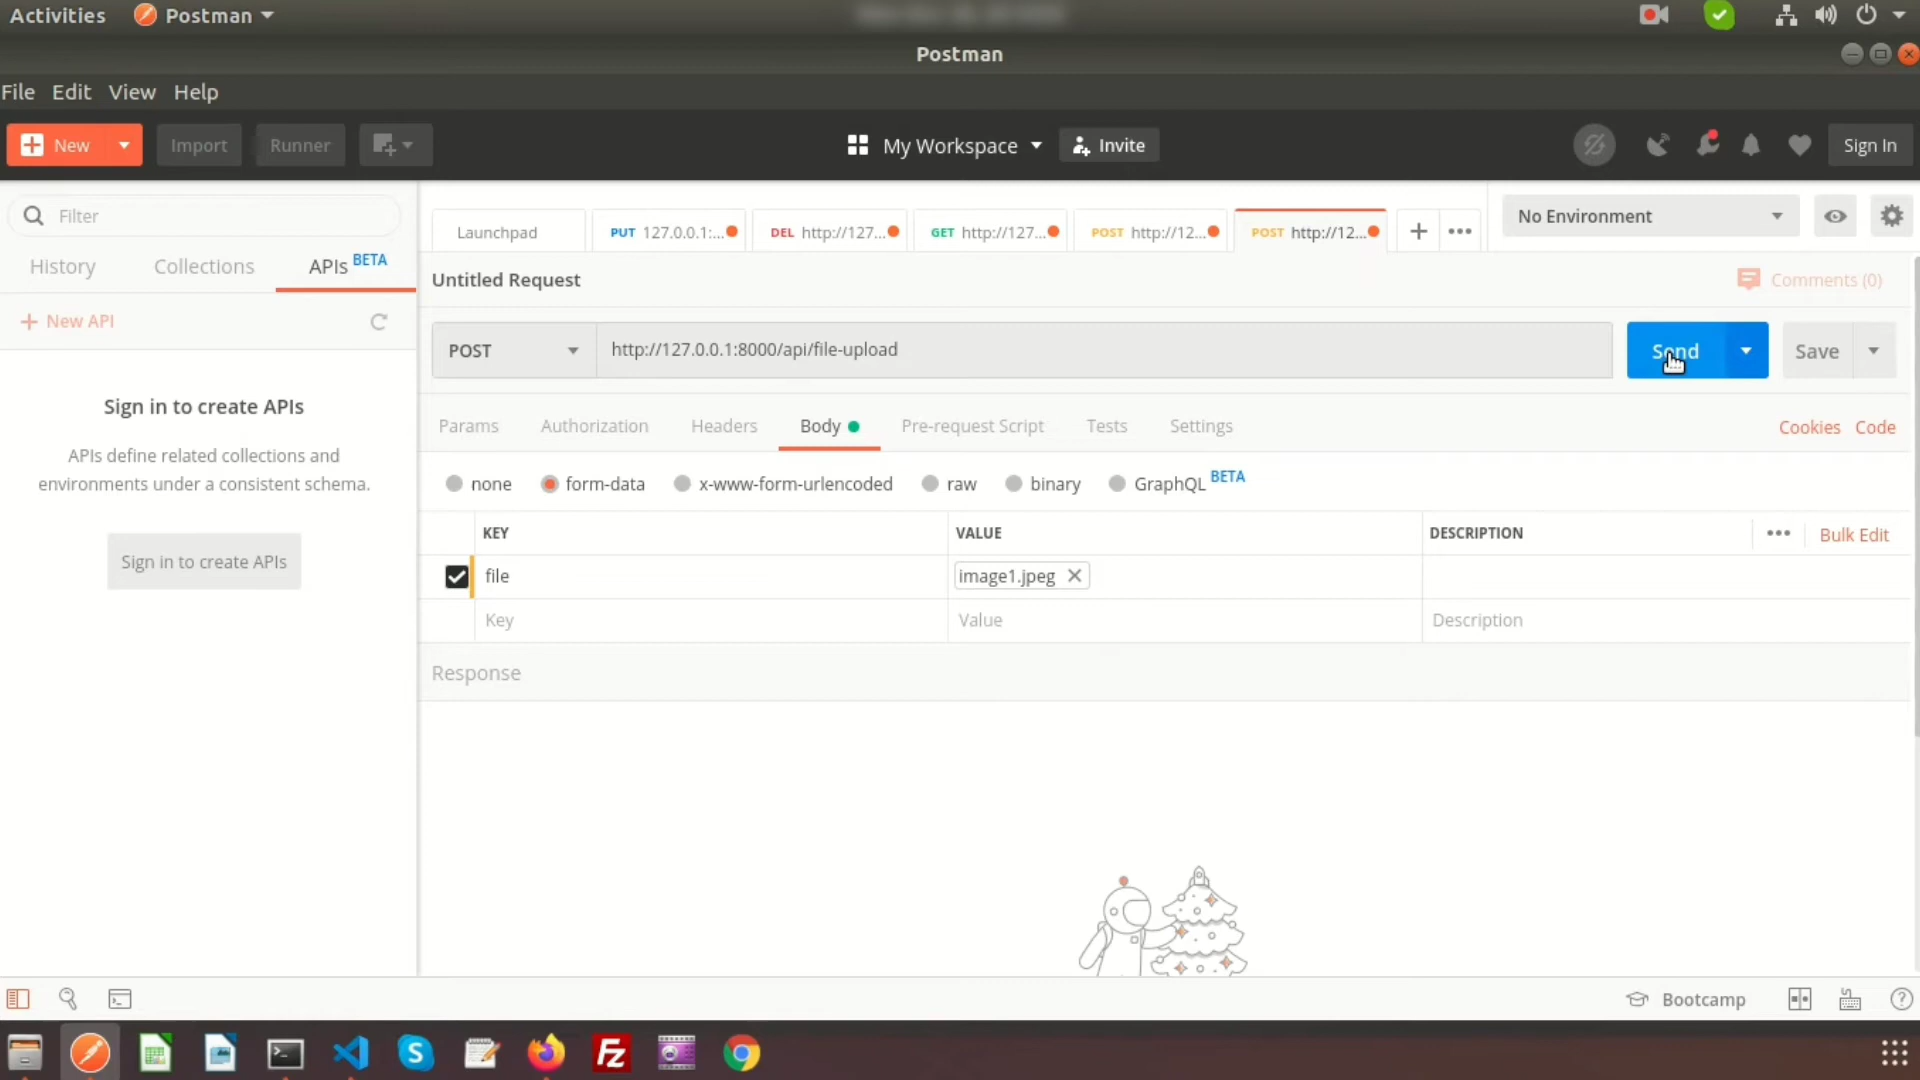 Activities Postman
Postman
File Edit View Help
New Import Runner My Workspace Invite Sign In
Filter
History Collections APIs BETA
New API
Sign in to create APIs
APIs define related collections and
environments under a consistent schema.
Sign in to create APIs
Launchpad PUT 127.0.0.1:... DEL http://127... GET http://127... POST http://12... POST http://12... No Environment
Untitled Request Comments (0)
POST http://127.0.0.1:8000/api/file-upload Send Save
Params Authorization Headers Body Pre-request Script Tests Settings Cookies Code
none form-data x-www-form-urlencoded raw binary GraphQL BETA
KEY VALUE DESCRIPTION Bulk Edit
file image1.jpeg
Key Value Description
Response
Bootcamp